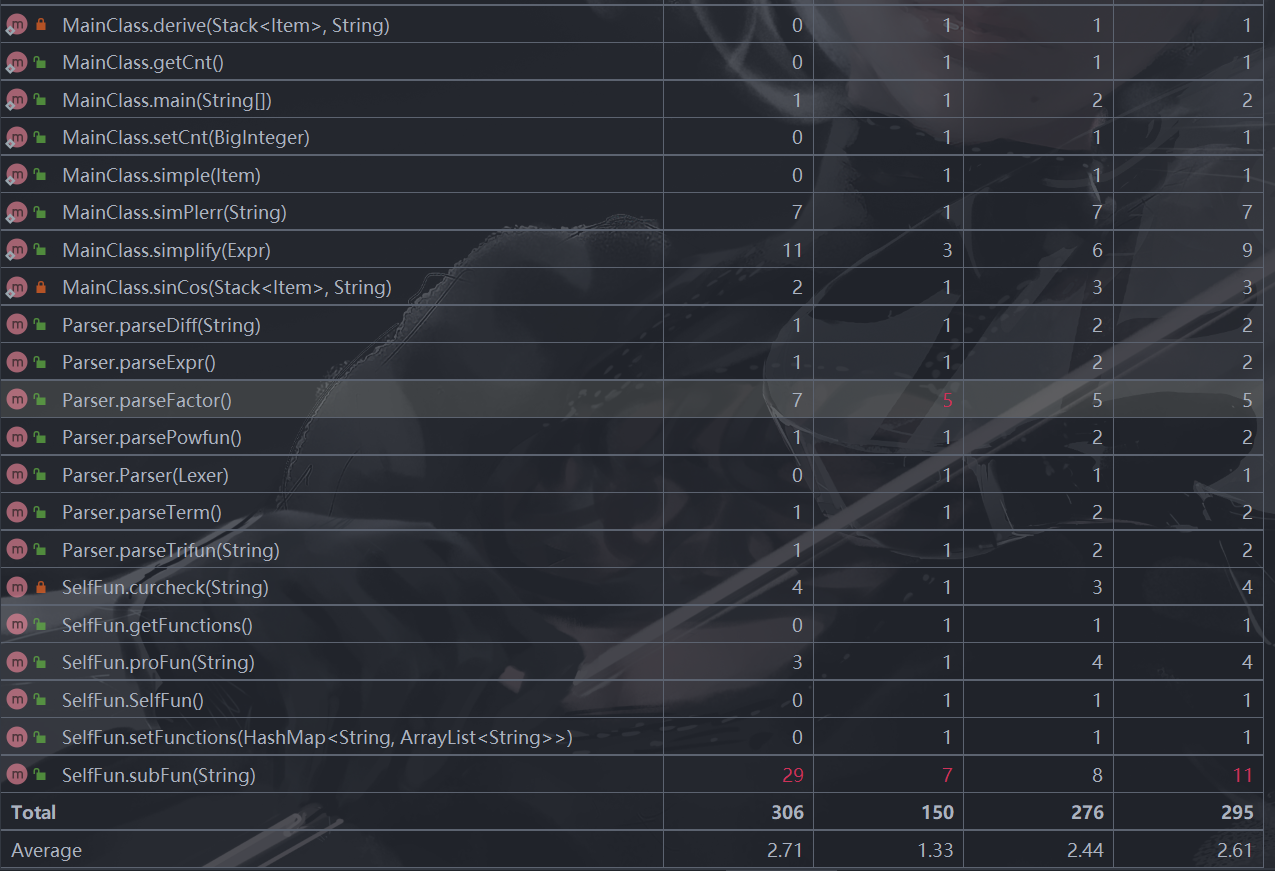 MainClass.derive(Stack<Item>, String) 0 1 1 1
MainClass.getCnt() 0 1 1 1
MainClass.main(String[]) 1 1 2 2
MainClass.setCnt(BigInteger) 0 1 1 1
MainClass.simple(Item) 0 1 1 1
MainClass.simPlerr(String) 7 1 7 7
MainClass.simplify(Expr) 11 3 6 9
MainClass.sinCos(Stack<Item>, String) 2 1 3 3
Parser.parseDiff(String) 1 1 2 2
Parser.parseExpr() 1 1 2 2
Parser.parseFactor() 7 5 5 5
Parser.parsePowfun() 1 1 2 2
Parser.Parser(Lexer) 0 1 1 1
Parser.parseTerm() 1 1 2 2
Parser.parseTrifun(String) 1 1 2 2
SelfFun.curcheck(String) 4 1 3 4
SelfFun.getFunctions() 0 1 1 1
SelfFun.proFun(String) 3 1 4 4
SelfFun.SelfFun() 0 1 1 1
SelfFun.setFunctions(HashMap<String, ArrayList<String>>) 0 1 1 1
SelfFun.subFun(String) 29 7 8 11
Total 306 150 276 295
Average 2.71 1.33 2.44 2.61